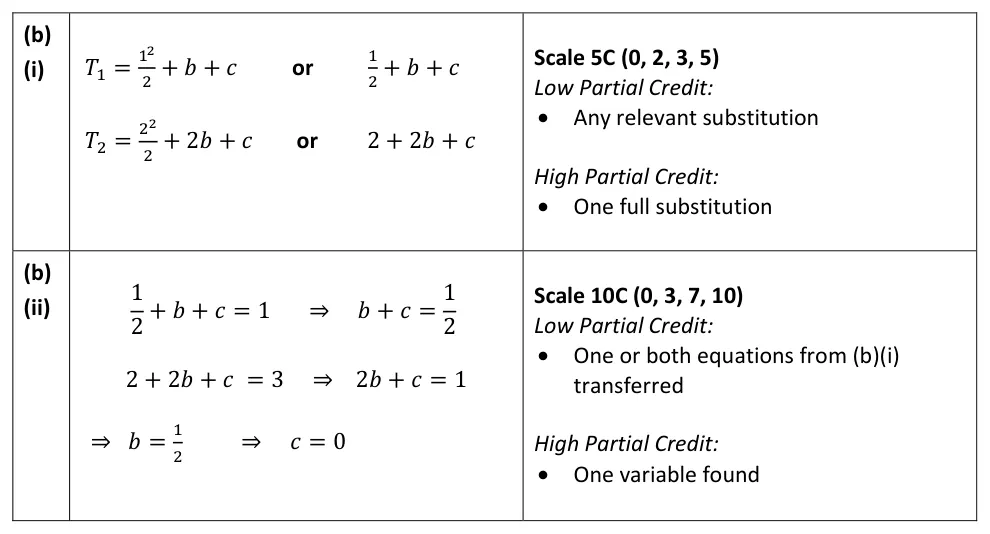 (b)
(i)
T₁ = 1²/2 + b + c or 1/2 + b + c
T₂ = 2²/2 + 2b + c or 2 + 2b + c
Scale 5C (0, 2, 3, 5)
Low Partial Credit:
• Any relevant substitution
High Partial Credit:
• One full substitution
(b)
(ii)
1/2 + b + c = 1 ⇒ b + c = 1/2
2 + 2b + c = 3 ⇒ 2b + c = 1
⇒ b = 1/2 ⇒ c = 0
Scale 10C (0, 3, 7, 10)
Low Partial Credit:
• One or both equations from (b)(i)
transferred
High Partial Credit:
• One variable found